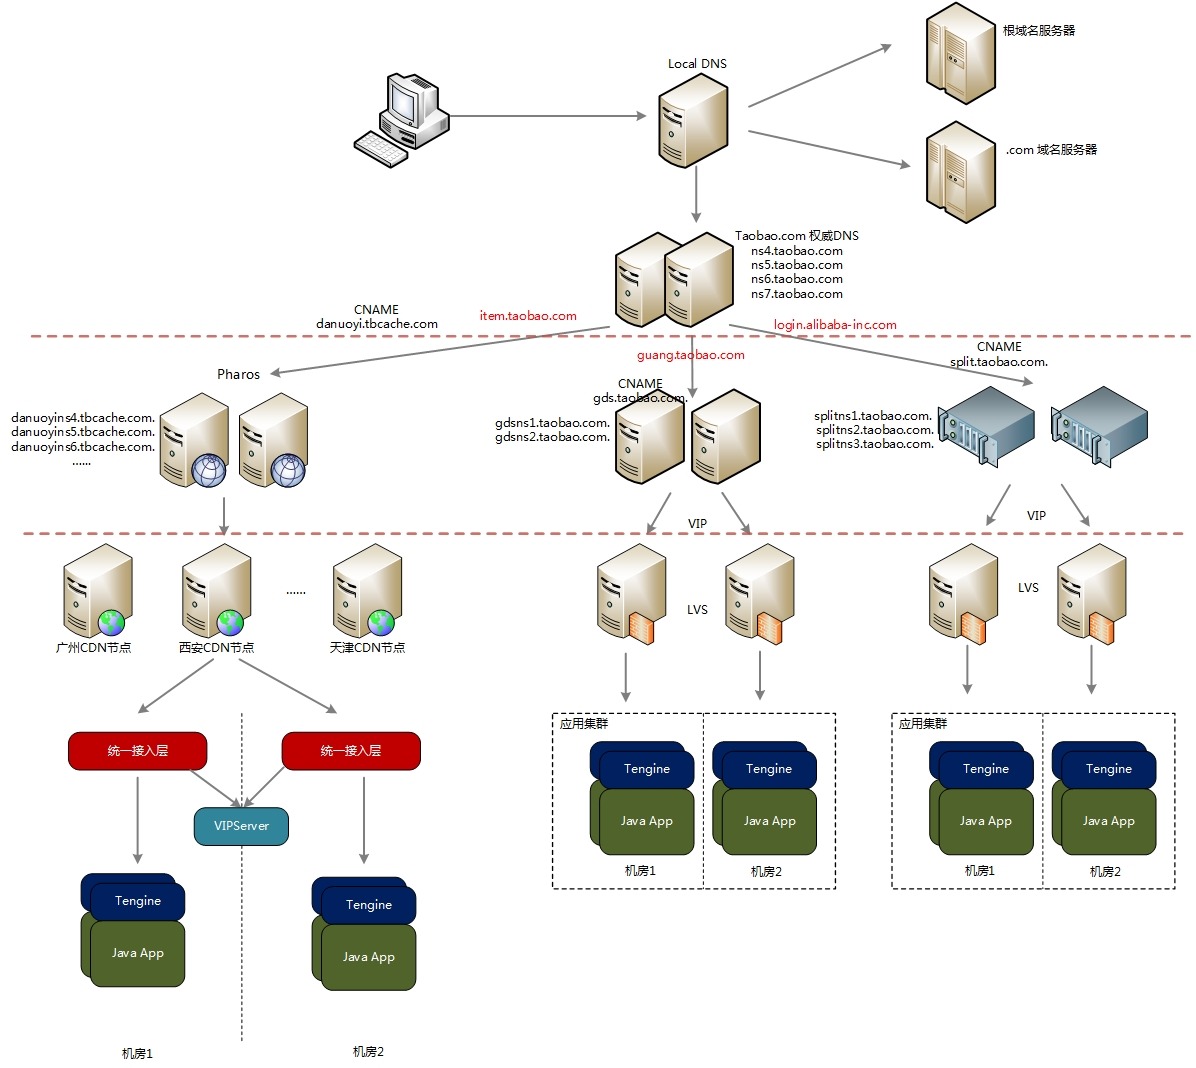 Local DNS
根域名服务器
.com 域名服务器
Taobao.com 权威DNS
ns4.taobao.com
ns5.taobao.com
ns6.taobao.com
ns7.taobao.com
CNAME
danuoyi.tbcache.com
item.taobao.com
login.alibaba-inc.com
guang.taobao.com
CNAME
split.taobao.com.
Pharos
danuoyins4.tbcache.com.
danuoyins5.tbcache.com.
danuoyins6.tbcache.com.
......
CNAME
gds.taobao.com.
gdsns1.taobao.com.
gdsns2.taobao.com.
splitns1.taobao.com.
splitns2.taobao.com.
splitns3.taobao.com.
VIP
VIP
广州CDN节点
西安CDN节点
......
天津CDN节点
LVS
LVS
统一接入层
统一接入层
VIPServer
Tengine
Java App
Tengine
Java App
机房1
机房2
应用集群
Tengine
Java App
机房1
Tengine
Java App
机房2
应用集群
Tengine
Java App
机房1
Tengine
Java App
机房2